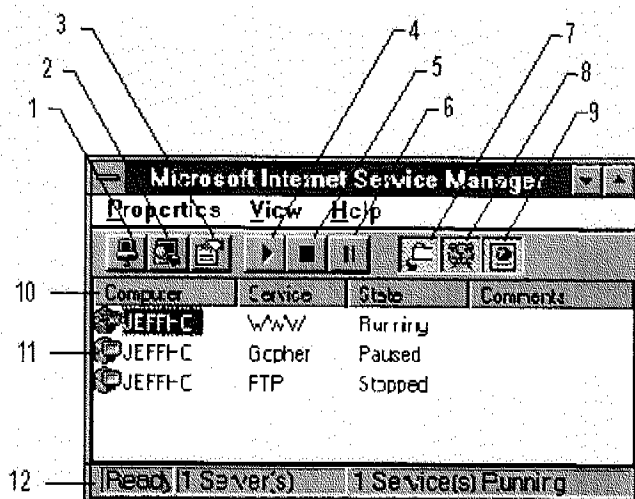 3 4 7
2 5 8
1 6 9
Microsoft Internet Service Manager
Properties View Help
10 Computer Service State Comments
JEFFHC WWW Running
11 JEFFHC Gopher Paused
JEFFHC FTP Stopped
12 Ready 1 Server(s) 1 Service(s) Running